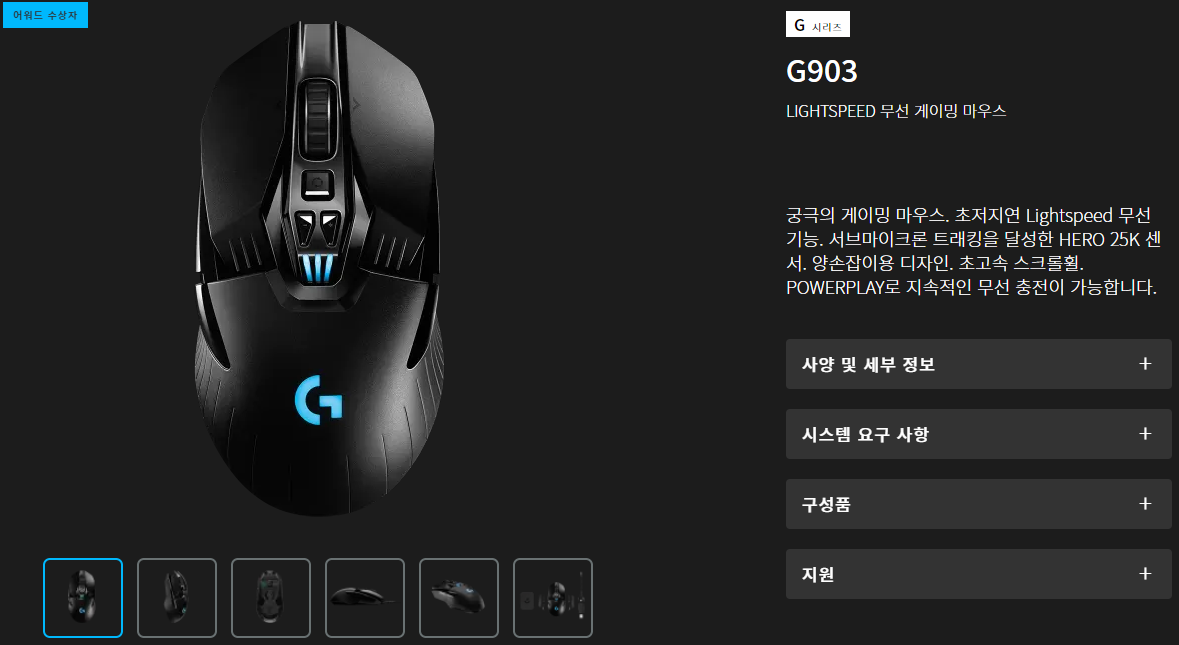 어워드 수상자
G 시리즈
G903
LIGHTSPEED 무선 게이밍 마우스
궁극의 게이밍 마우스. 초저지연 Lightspeed 무선
기능. 서브마이크론 트래킹을 달성한 HERO 25K 센
서. 양손잡이용 디자인. 초고속 스크롤휠.
POWERPLAY로 지속적인 무선 충전이 가능합니다.
사양 및 세부 정보 +
시스템 요구 사항 +
구성품 +
지원 +